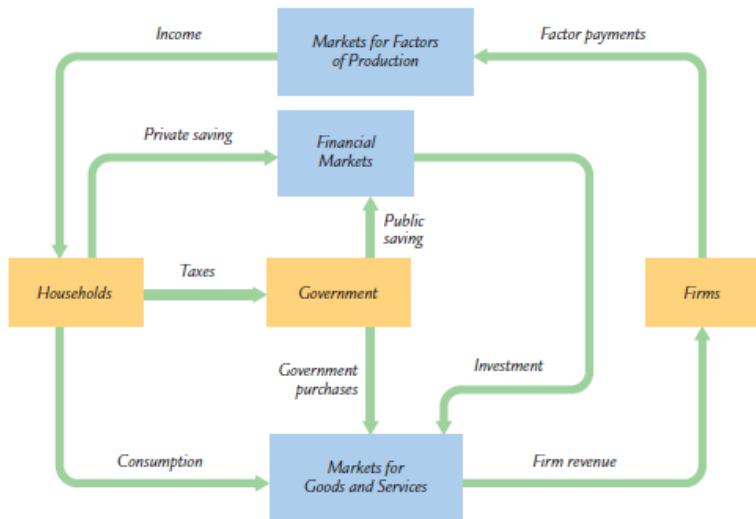 Income
Markets for Factors
of Production
Factor payments
Private saving
Financial
Markets
Public
saving
Households
Taxes
Government
Firms
Government
purchases
Investment
Consumption
Markets for
Goods and Services
Firm revenue